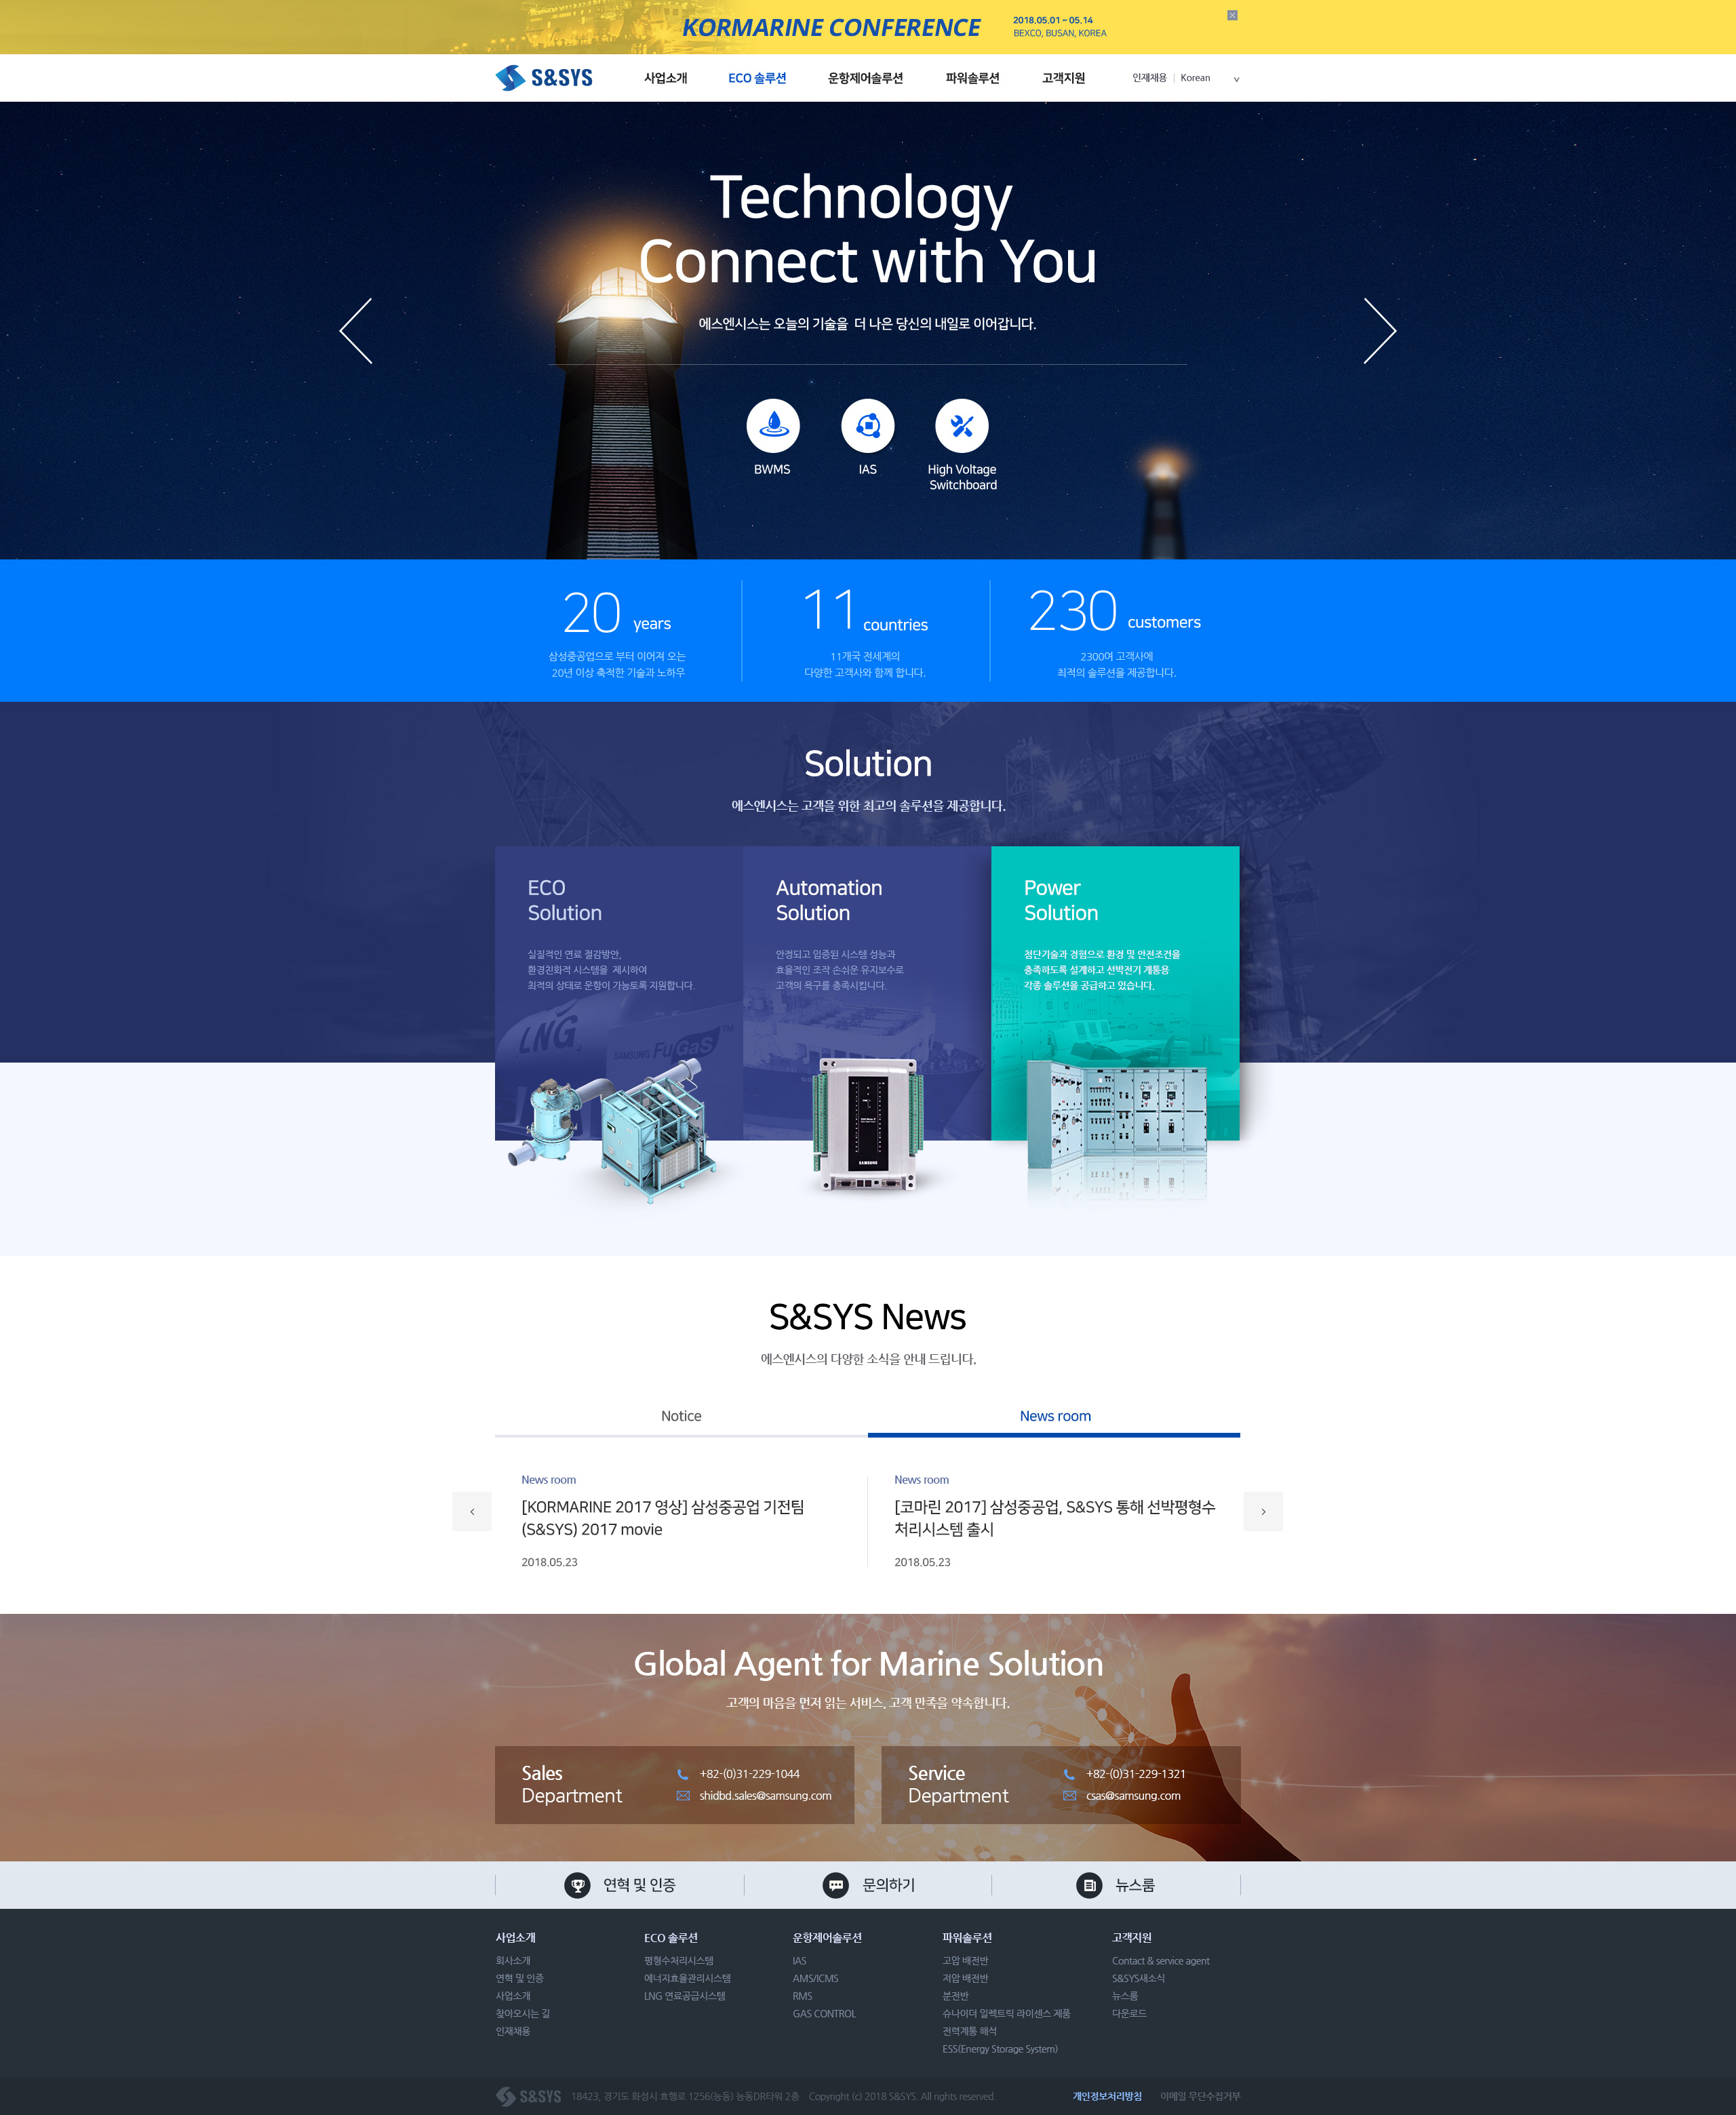 KORMARINE CONFERENCE
2018.05.01 ~ 05.14
BEXCO, BUSAN, KOREA
S&SYS
사업소개
ECO 솔루션
운항제어솔루션
파워솔루션
고객지원
인재채용
Korean
Technology
Connect with You
에스엔시스는 오늘의 기술을 더 나은 당신의 내일로 이어갑니다.
BWMS
IAS
High Voltage
Switchboard
20 years
삼성중공업으로 부터 이어져 오는
20년 이상 축적한 기술과 노하우
11 countries
11개국 전세계의
다양한 고객사와 함께 합니다.
230 customers
2300여 고객사에
최적의 솔루션을 제공합니다.
Solution
에스엔시스는 고객을 위한 최고의 솔루션을 제공합니다.
ECO
Solution
실질적인 연료 절감방안,
환경친화적 시스템을 제시하여
최적의 상태로 운항이 가능토록 지원합니다.
LNG
SAMSUNG FuGaS™
Automation
Solution
안정되고 입증된 시스템 성능과
효율적인 조작 손쉬운 유지보수로
고객의 욕구를 충족시킵니다.
SAMSUNG
Power
Solution
첨단기술과 경험으로 환경 및 안전조건을
충족하도록 설계하고 선박전기 계통용
각종 솔루션을 공급하고 있습니다.
S&SYS News
에스엔시스의 다양한 소식을 안내 드립니다.
Notice
News room
News room
[KORMARINE 2017 영상] 삼성중공업 기전팀
(S&SYS) 2017 movie
2018.05.23
News room
[코마린 2017] 삼성중공업, S&SYS 통해 선박평형수
처리시스템 출시
2018.05.23
Global Agent for Marine Solution
고객의 마음을 먼저 읽는 서비스, 고객 만족을 약속합니다.
Sales
Department
+82-(0)31-229-1044
shidbd.sales@samsung.com
Service
Department
+82-(0)31-229-1321
csas@samsung.com
연혁 및 인증
문의하기
뉴스룸
사업소개
회사소개
연혁 및 인증
사업소개
찾아오시는 길
인재채용
ECO 솔루션
평형수처리시스템
에너지효율관리시스템
LNG 연료공급시스템
운항제어솔루션
IAS
AMS/ICMS
RMS
GAS CONTROL
파워솔루션
고압 배전반
저압 배전반
분전반
슈나이더 일렉트릭 라이센스 제품
전력계통 해석
ESS(Energy Storage System)
고객지원
Contact & service agent
S&SYS새소식
뉴스룸
다운로드
S&SYS
18423, 경기도 화성시 효행로 1256(능동) 능동DR타워 2층 Copyright (c) 2018 S&SYS. All rights reserved.
개인정보처리방침
이메일 무단수집거부